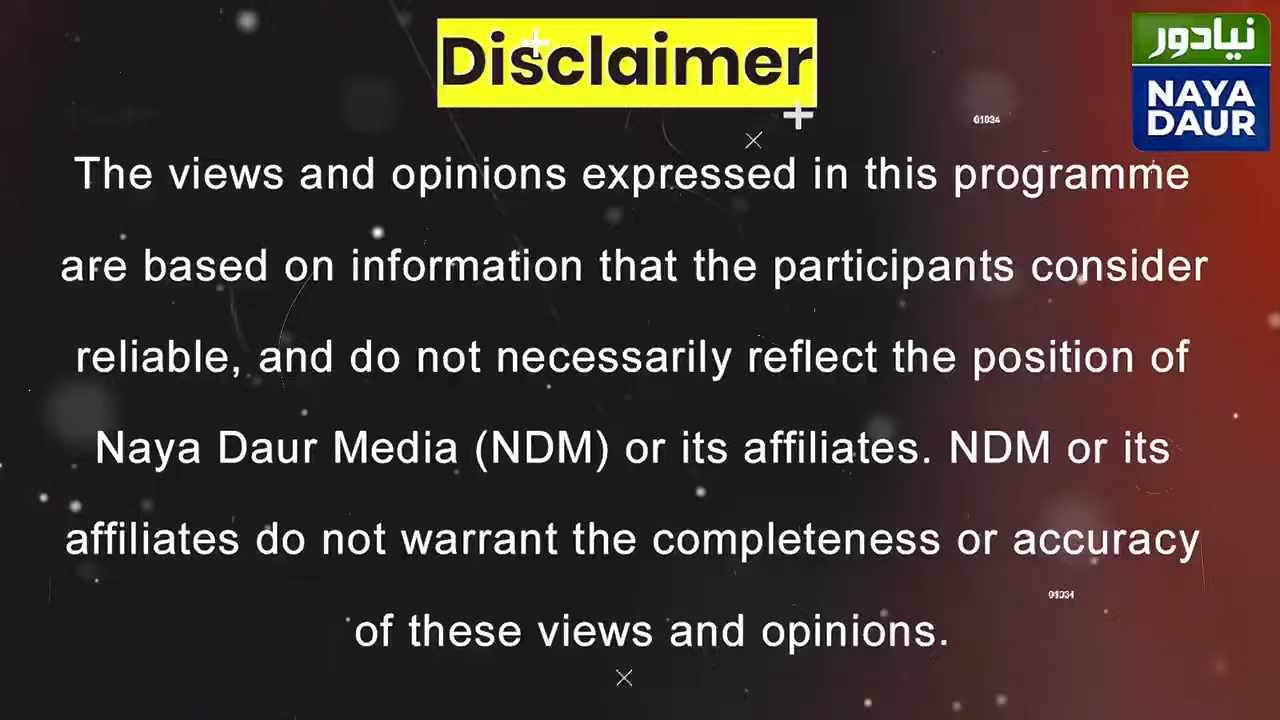 Disclaimer
نیادور
NAYA
DAUR
01034
The views and opinions expressed in this programme
are based on information that the participants consider
reliable, and do not necessarily reflect the position of
Naya Daur Media (NDM) or its affiliates. NDM or its
affiliates do not warrant the completeness or accuracy
01034
of these views and opinions.